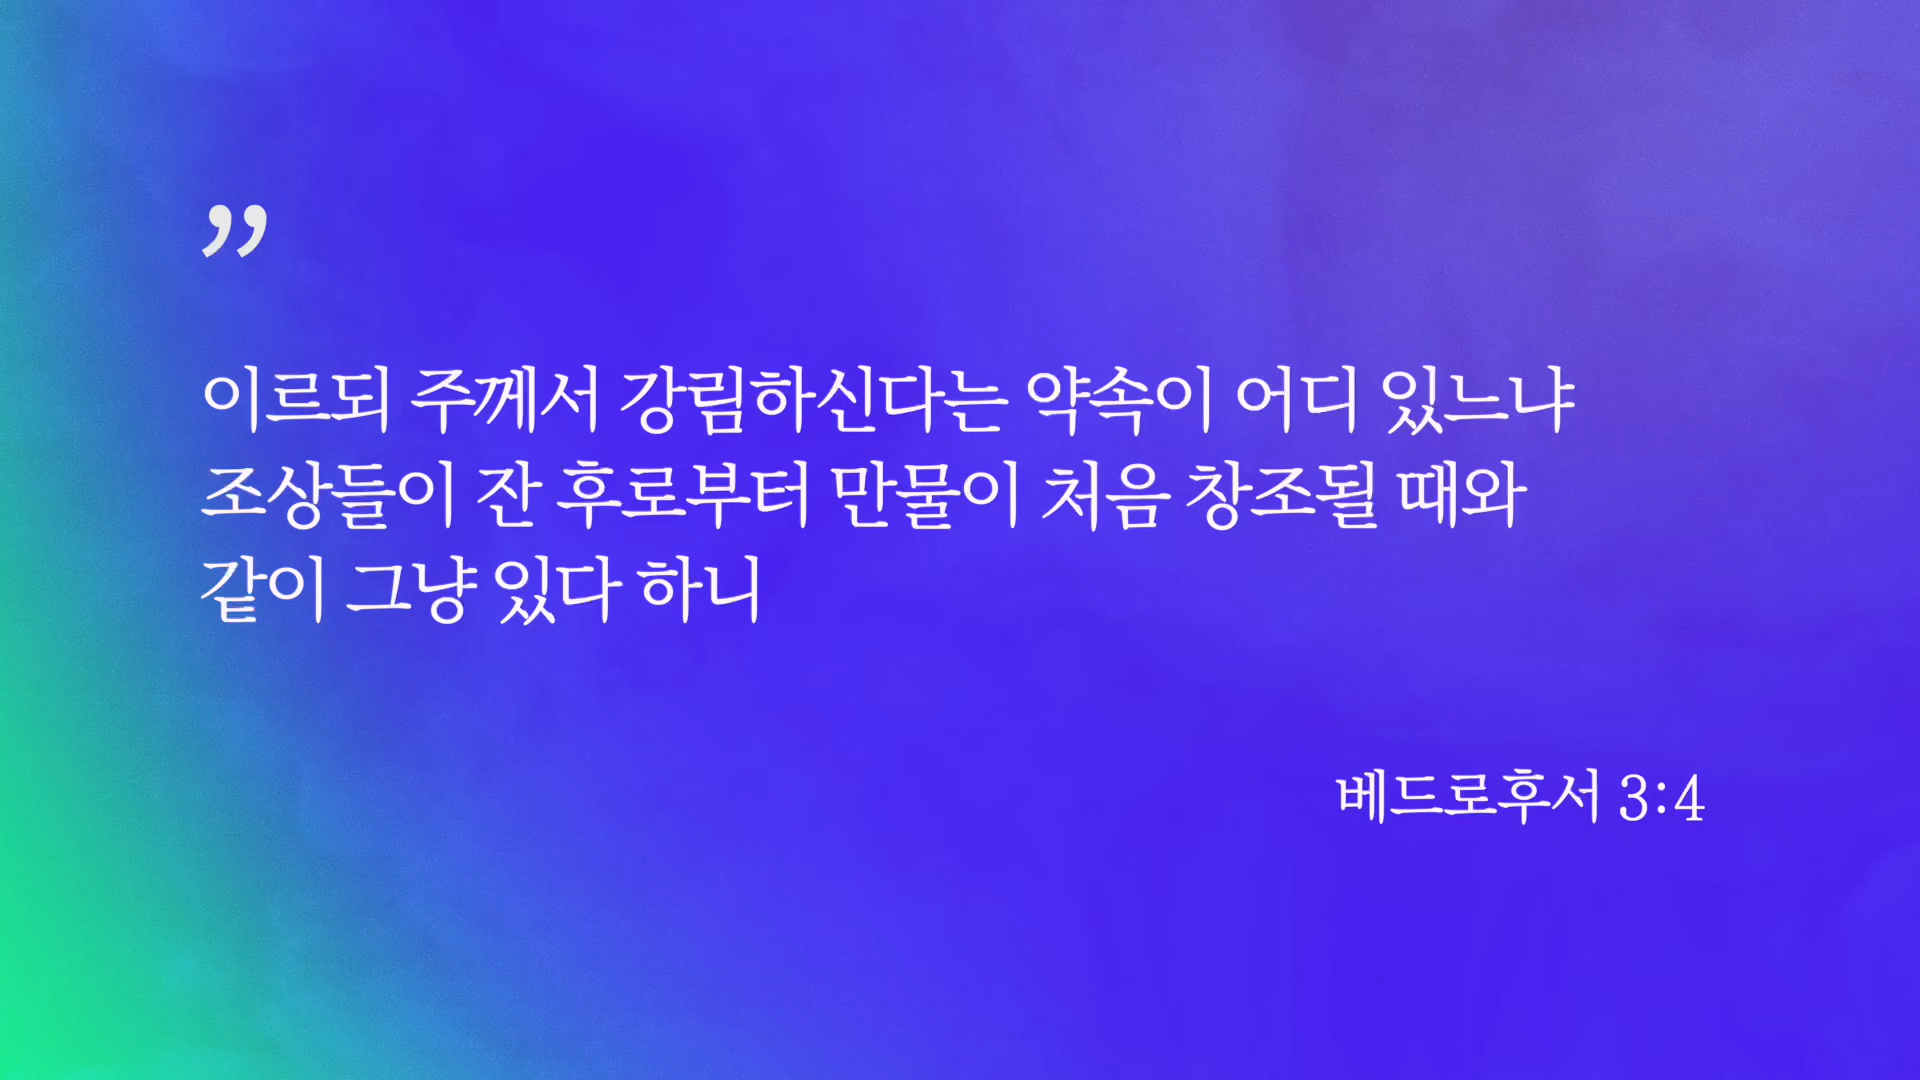 ”
이르되 주께서 강림하신다는 약속이 어디 있느냐
조상들이 잔 후로부터 만물이 처음 창조될 때와
같이 그냥 있다 하니
베드로후서 3:4